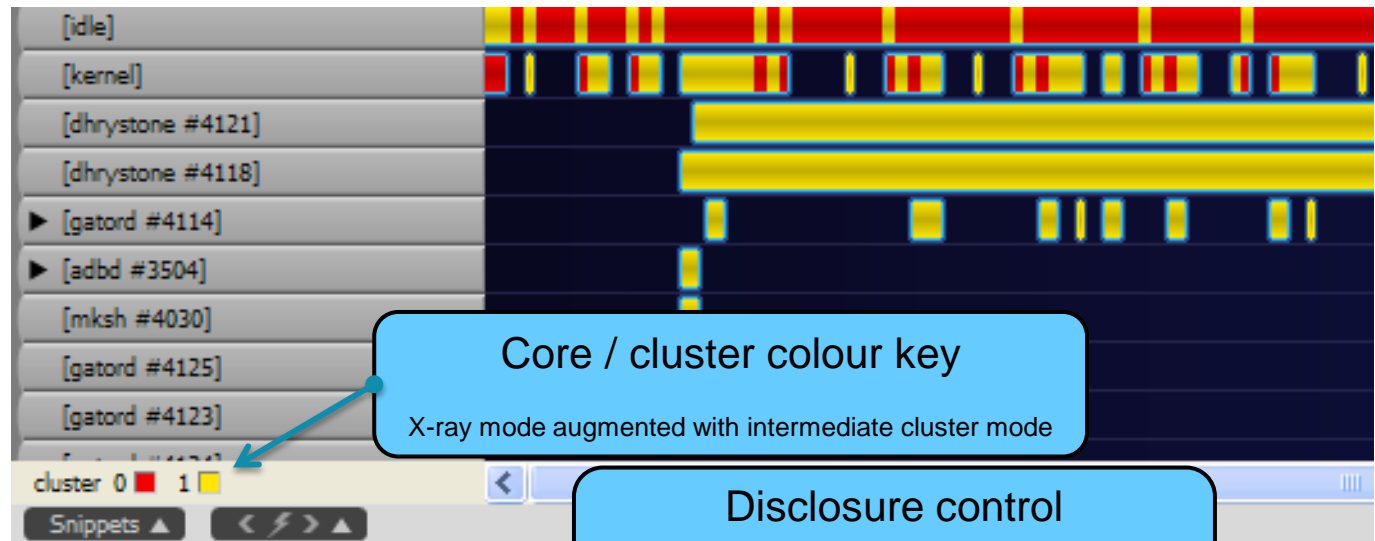 [idle]
[kernel]
[dhrystone #4121]
[dhrystone #4118]
[gatord #4114]
[adbd #3504]
[mksh #4030]
[gatord #4125]
[gatord #4123]
Core / cluster colour key
X-ray mode augmented with intermediate cluster mode
cluster 0 1
Disclosure control
Snippets